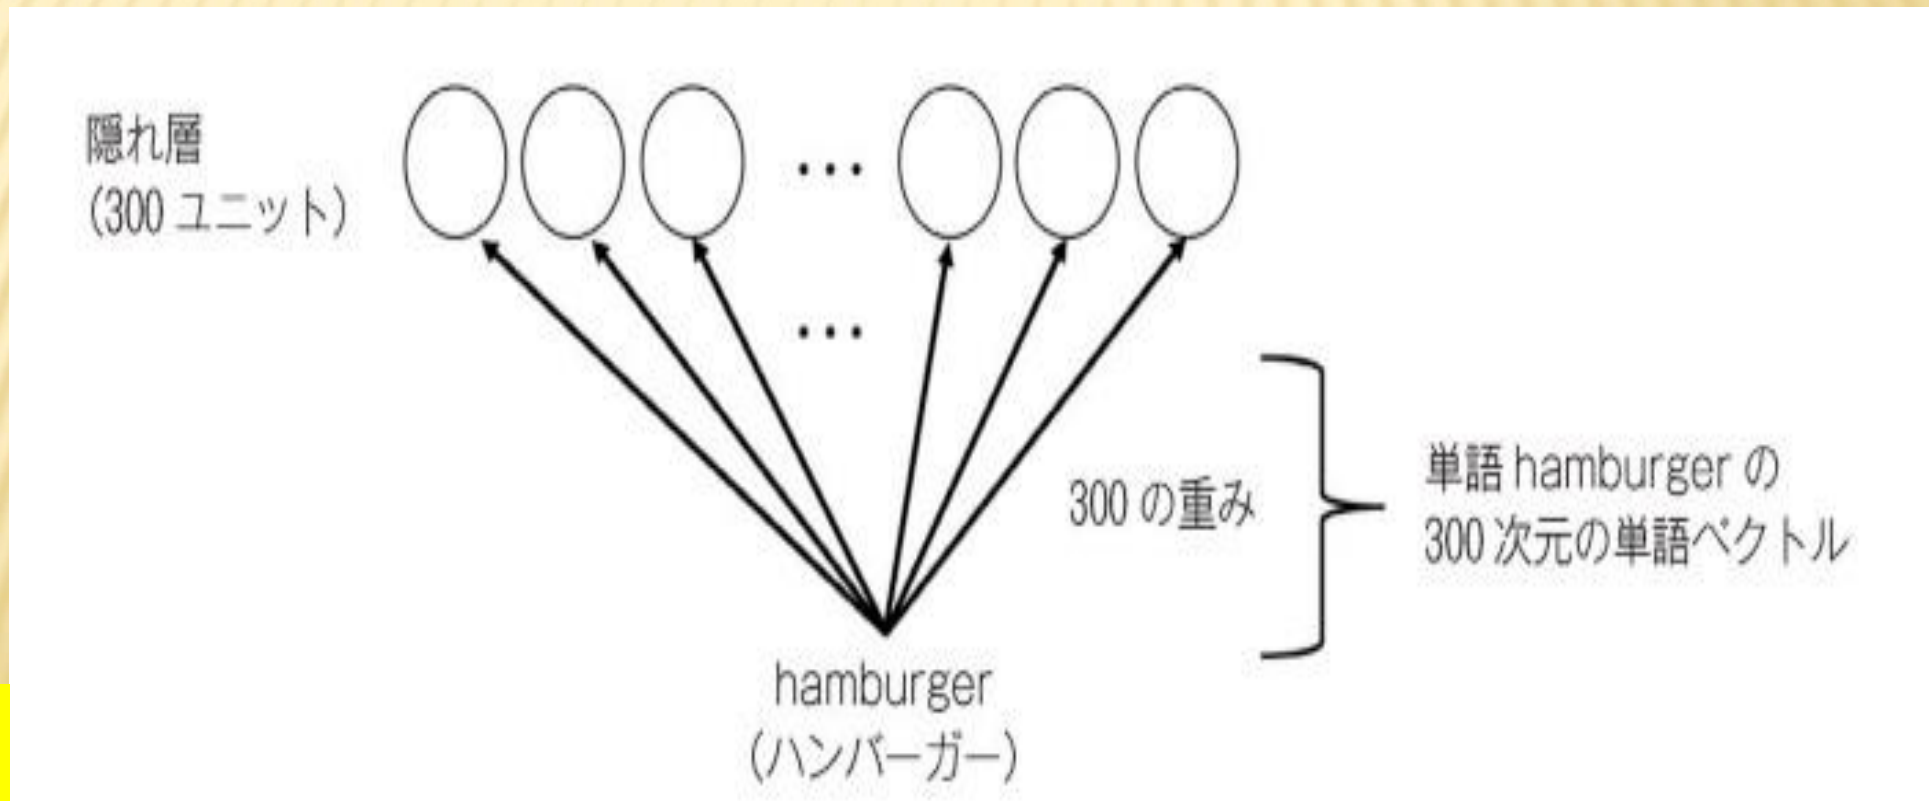 隠れ層
（300 ユニット）
・・・
・・・
300 の重み
単語 hamburger の
300 次元の単語ベクトル
hamburger
（ハンバーガー）